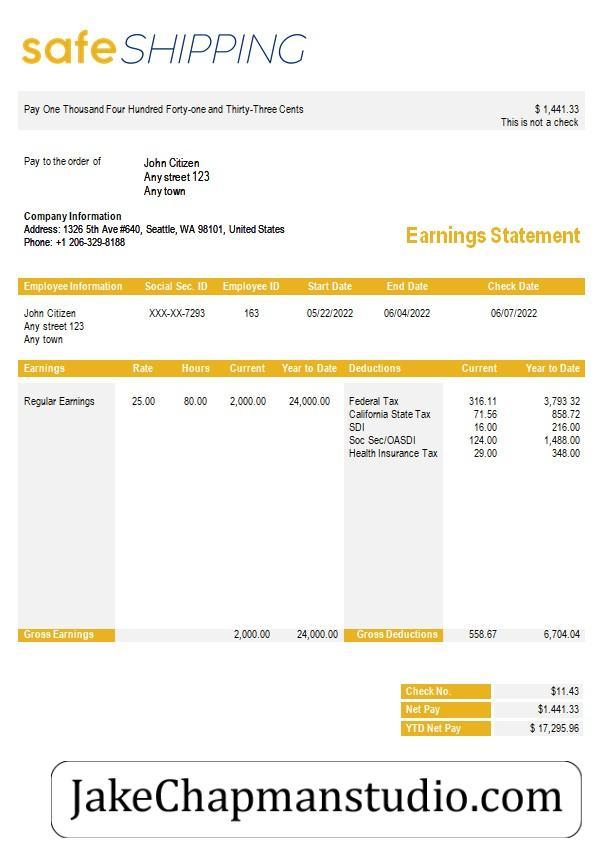 safeSHIPPING
Pay One Thousand Four Hundred Forty-one and Thirty-Three Cents $ 1,441.33
This is not a check
Pay to the order of John Citizen
Any street 123
Any town
Company Information
Address: 1326 5th Ave #640, Seattle, WA 98101, United States
Phone: +1 206-329-8188
Earnings Statement
Employee Information Social Sec. ID Employee ID Start Date End Date Check Date
John Citizen XXX-XX-7293 163 05/22/2022 06/04/2022 06/07/2022
Any street 123
Any town
Earnings Rate Hours Current Year to Date Deductions Current Year to Date
Regular Earnings 25.00 80.00 2,000.00 24,000.00 Federal Tax 316.11 3,793 32
California State Tax 71.56 858.72
SDI 16.00 216.00
Soc Sec/OASDI 124.00 1,488.00
Health Insurance Tax 29.00 348.00
Gross Earnings 2,000.00 24,000.00 Gross Deductions 558.67 6,704.04
Check No. $11.43
Net Pay $1.441.33
YTD Net Pay $ 17,295.96
JakeChapmanstudio.com